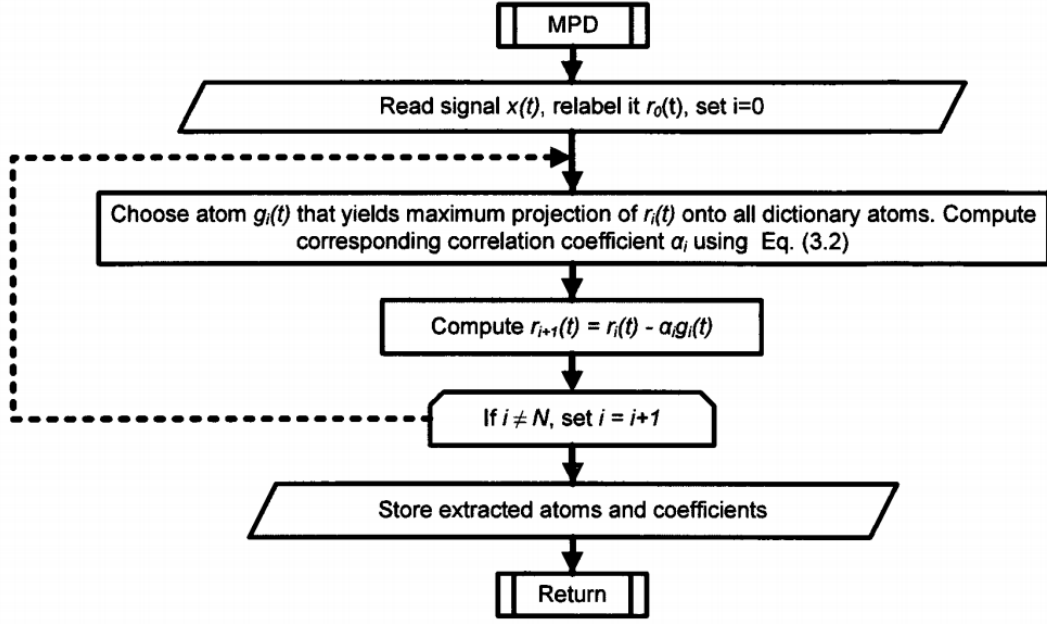 MPD
Read signal x(t), relabel it r₀(t), set i=0
Choose atom gᵢ(t) that yields maximum projection of rᵢ(t) onto all dictionary atoms. Compute
corresponding correlation coefficient αᵢ using Eq. (3.2)
Compute rᵢ₊₁(t) = rᵢ(t) - αᵢgᵢ(t)
If i ≠ N, set i = i+1
Store extracted atoms and coefficients
Return